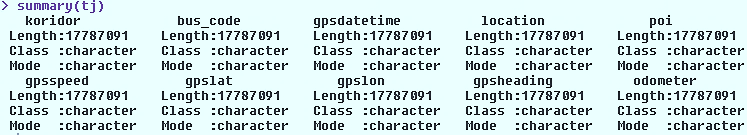 > summary(tj)
koridor bus_code gpsdatetime location poi
Length:17787091 Length:17787091 Length:17787091 Length:17787091 Length:17787091
Class :character Class :character Class :character Class :character Class :character
Mode :character Mode :character Mode :character Mode :character Mode :character
gpsspeed gpslat gpslon gpsheading odometer
Length:17787091 Length:17787091 Length:17787091 Length:17787091 Length:17787091
Class :character Class :character Class :character Class :character Class :character
Mode :character Mode :character Mode :character Mode :character Mode :character